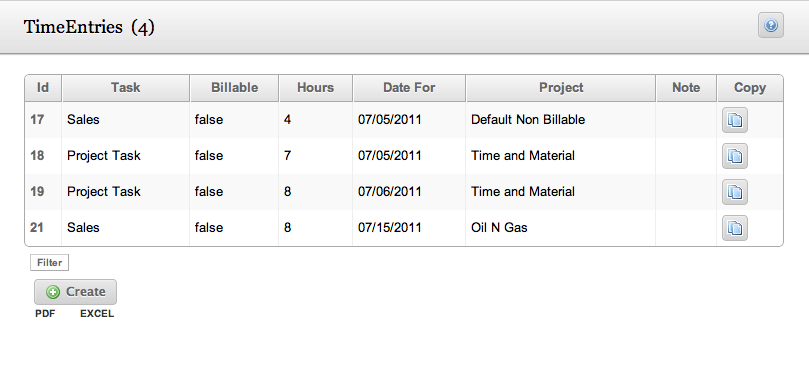 TimeEntries (4)
?
Id Task Billable Hours Date For Project Note Copy
17 Sales false 4 07/05/2011 Default Non Billable
18 Project Task false 7 07/05/2011 Time and Material
19 Project Task false 8 07/06/2011 Time and Material
21 Sales false 8 07/15/2011 Oil N Gas
Filter
Create
PDF EXCEL